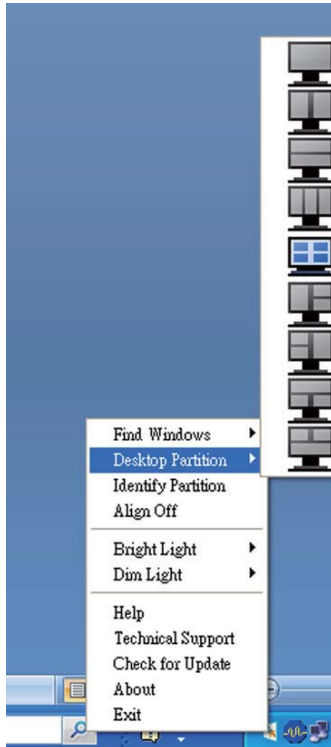 Find Windows
Desktop Partition
Identify Partition
Align Off
Bright Light
Dim Light
Help
Technical Support
Check for Update
About
Exit